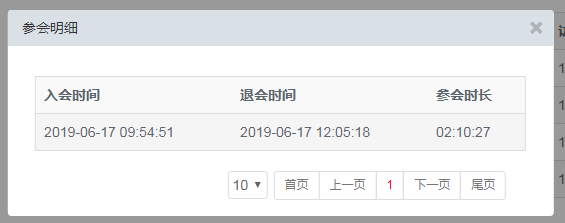 参会明细 ×
入会时间 退会时间 参会时长
2019-06-17 09:54:51 2019-06-17 12:05:18 02:10:27
10 ▼ 首页 上一页 1 下一页 尾页